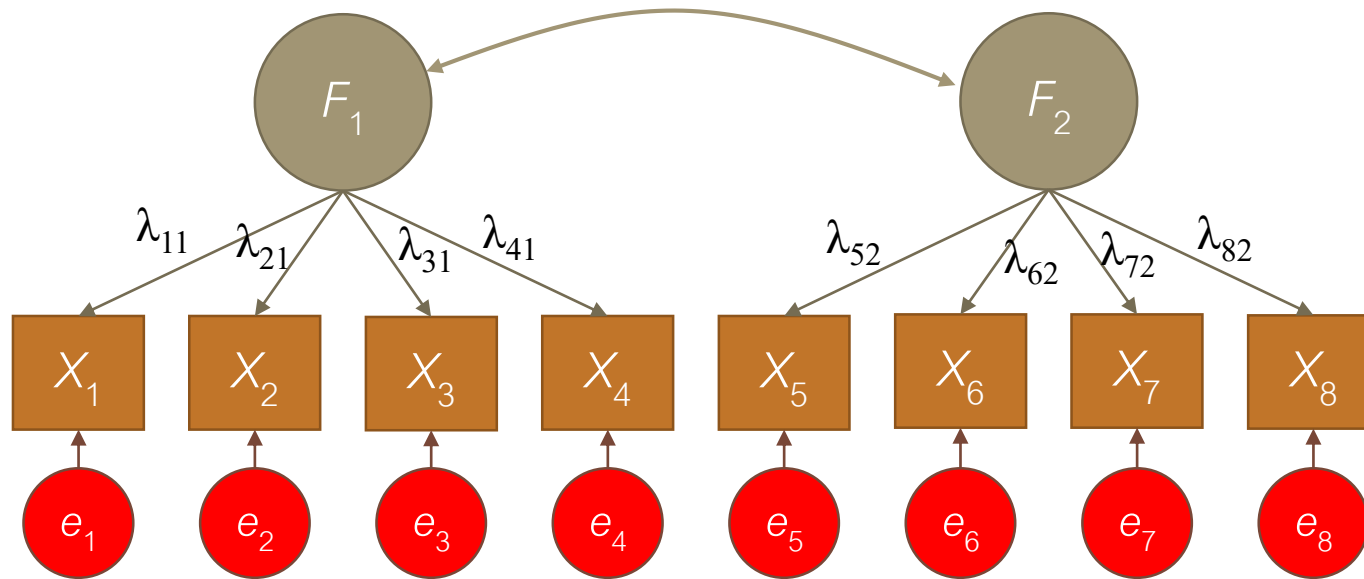 F₁ F₂
λ₁₁ λ₂₁ λ₃₁ λ₄₁ λ₅₂ λ₆₂ λ₇₂ λ₈₂
X₁ X₂ X₃ X₄ X₅ X₆ X₇ X₈
e₁ e₂ e₃ e₄ e₅ e₆ e₇ e₈